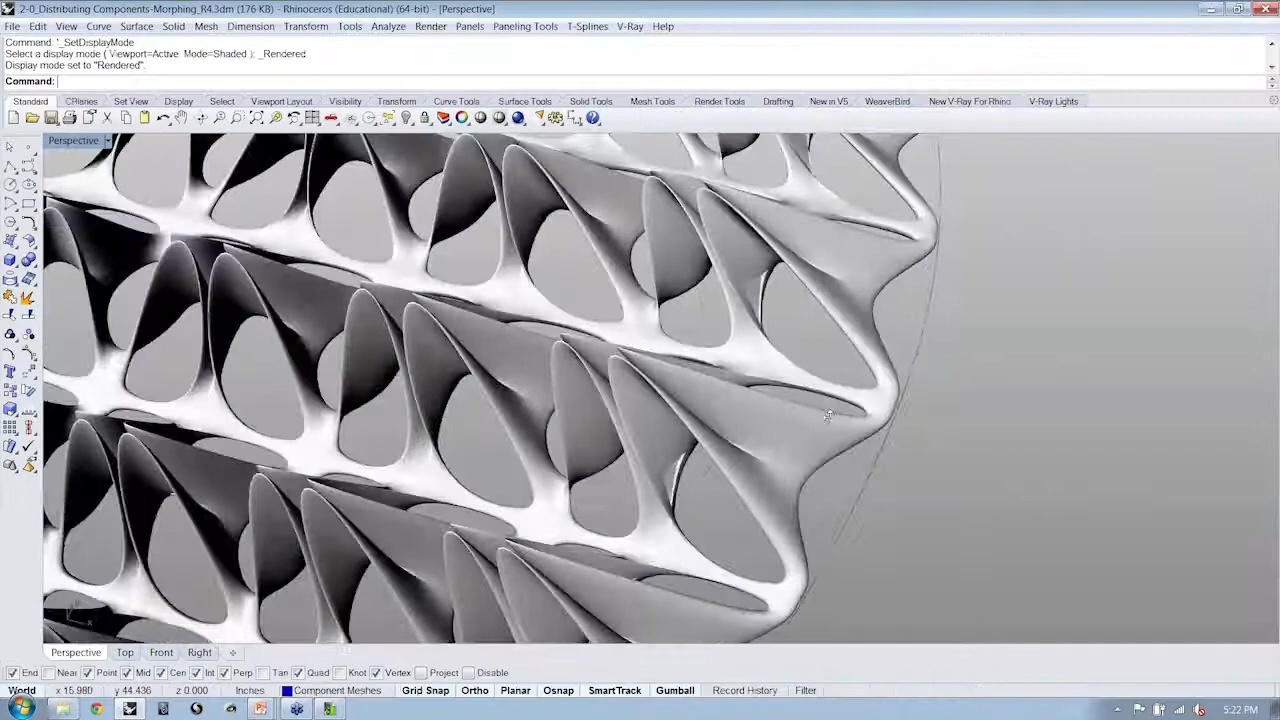 2-0_Distributing Components-Morphing_R4.3dm (176 KB) - Rhinoceros (Educational) (64-bit) - [Perspective]
File Edit View Curve Surface Solid Mesh Dimension Transform Tools Analyze Render Panels Paneling Tools T-Splines V-Ray Help
Command: '_SetDisplayMode
Select a display mode ( Viewport=Active  Mode=Shaded ): _Rendered
Display mode set to "Rendered".
Command:
Standard CPlanes Set View Display Select Viewport Layout Visibility Transform Curve Tools Surface Tools Solid Tools Mesh Tools Render Tools Drafting New in V5 WeaverBird New V-Ray For Rhino V-Ray Lights
Perspective
Perspective Top Front Right
End Near Point Mid Cen Int Perp Tan Quad Knot Vertex Project Disable
World x 15.980 y 44.436 z 0.000 Inches Component Meshes Grid Snap Ortho Planar Osnap SmartTrack Gumball Record History Filter
5:22 PM